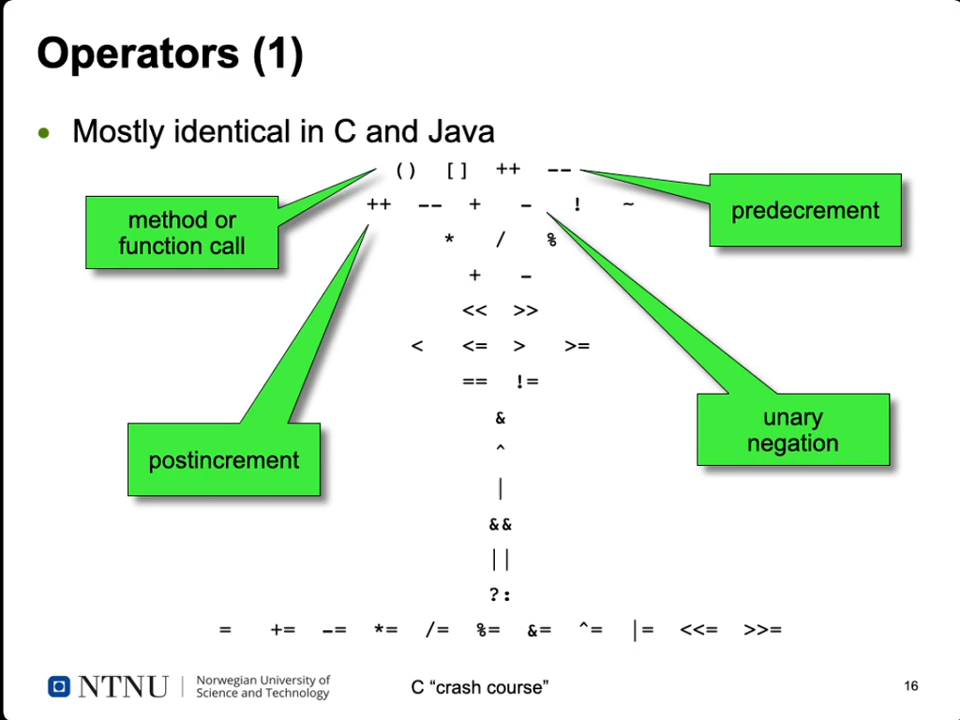 Operators (1)
• Mostly identical in C and Java
() [] ++ --
++ -- + - ! ~
method or
function call
predecrement
* / %
+ -
<< >>
< <= > >=
== !=
&
unary
negation
^
postincrement
|
&&
||
?:
= += -= *= /= %= &= ^= |= <<= >>=
NTNU
Norwegian University of
Science and Technology
C “crash course”
16